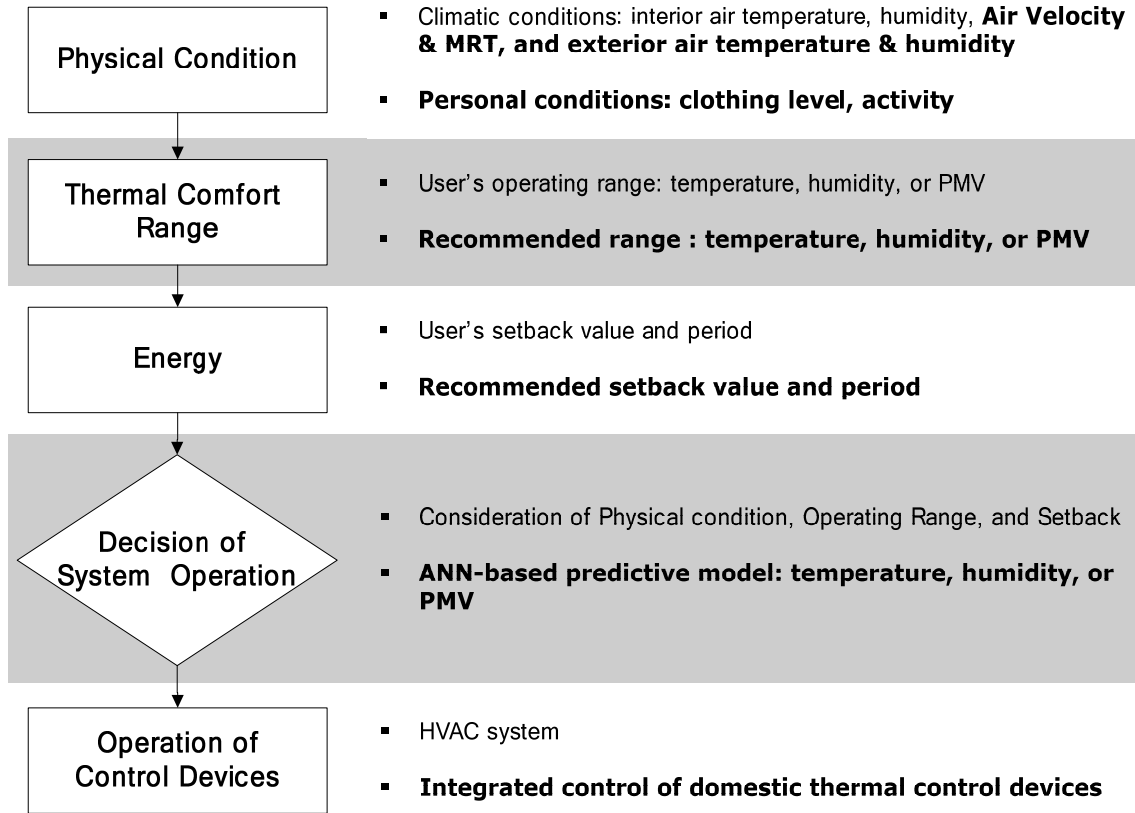 Physical Condition
▪ Climatic conditions: interior air temperature, humidity, Air Velocity
& MRT, and exterior air temperature & humidity
▪ Personal conditions: clothing level, activity
Thermal Comfort
Range
▪ User’s operating range: temperature, humidity, or PMV
▪ Recommended range : temperature, humidity, or PMV
Energy
▪ User’s setback value and period
▪ Recommended setback value and period
Decision of
System Operation
▪ Consideration of Physical condition, Operating Range, and Setback
▪ ANN-based predictive model: temperature, humidity, or
PMV
Operation of
Control Devices
▪ HVAC system
▪ Integrated control of domestic thermal control devices